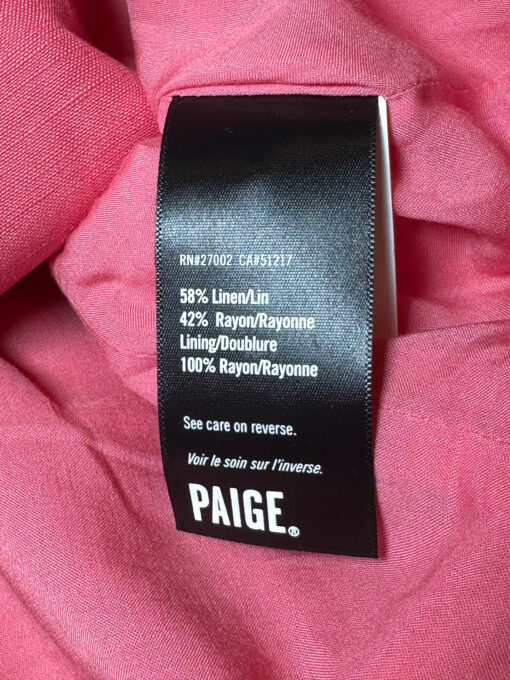 RN#27002 CA#51217
58% Linen/Lin
42% Rayon/Rayonne
Lining/Doublure
100% Rayon/Rayonne
See care on reverse.
Voir le soin sur l'inverse.
PAIGE®